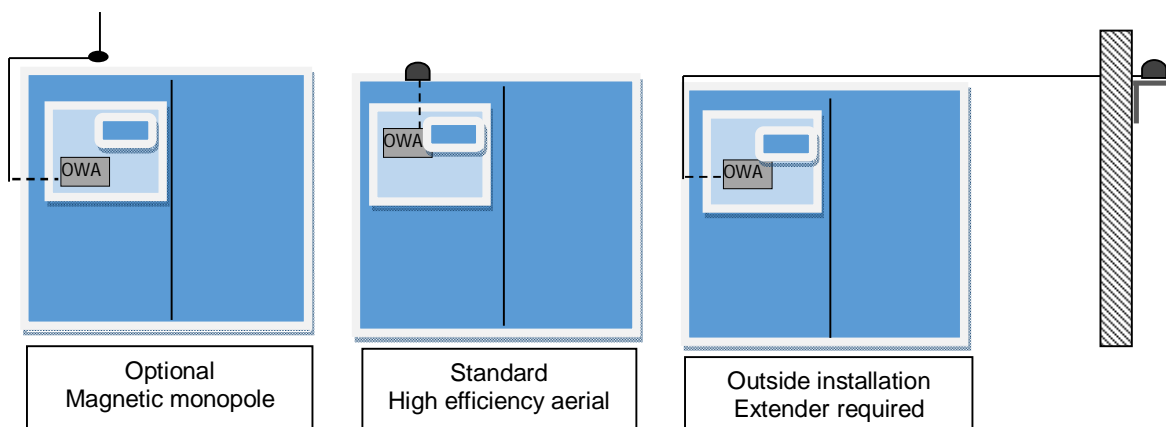 OWA
OWA
OWA
Optional
Magnetic monopole
Standard
High efficiency aerial
Outside installation
Extender required